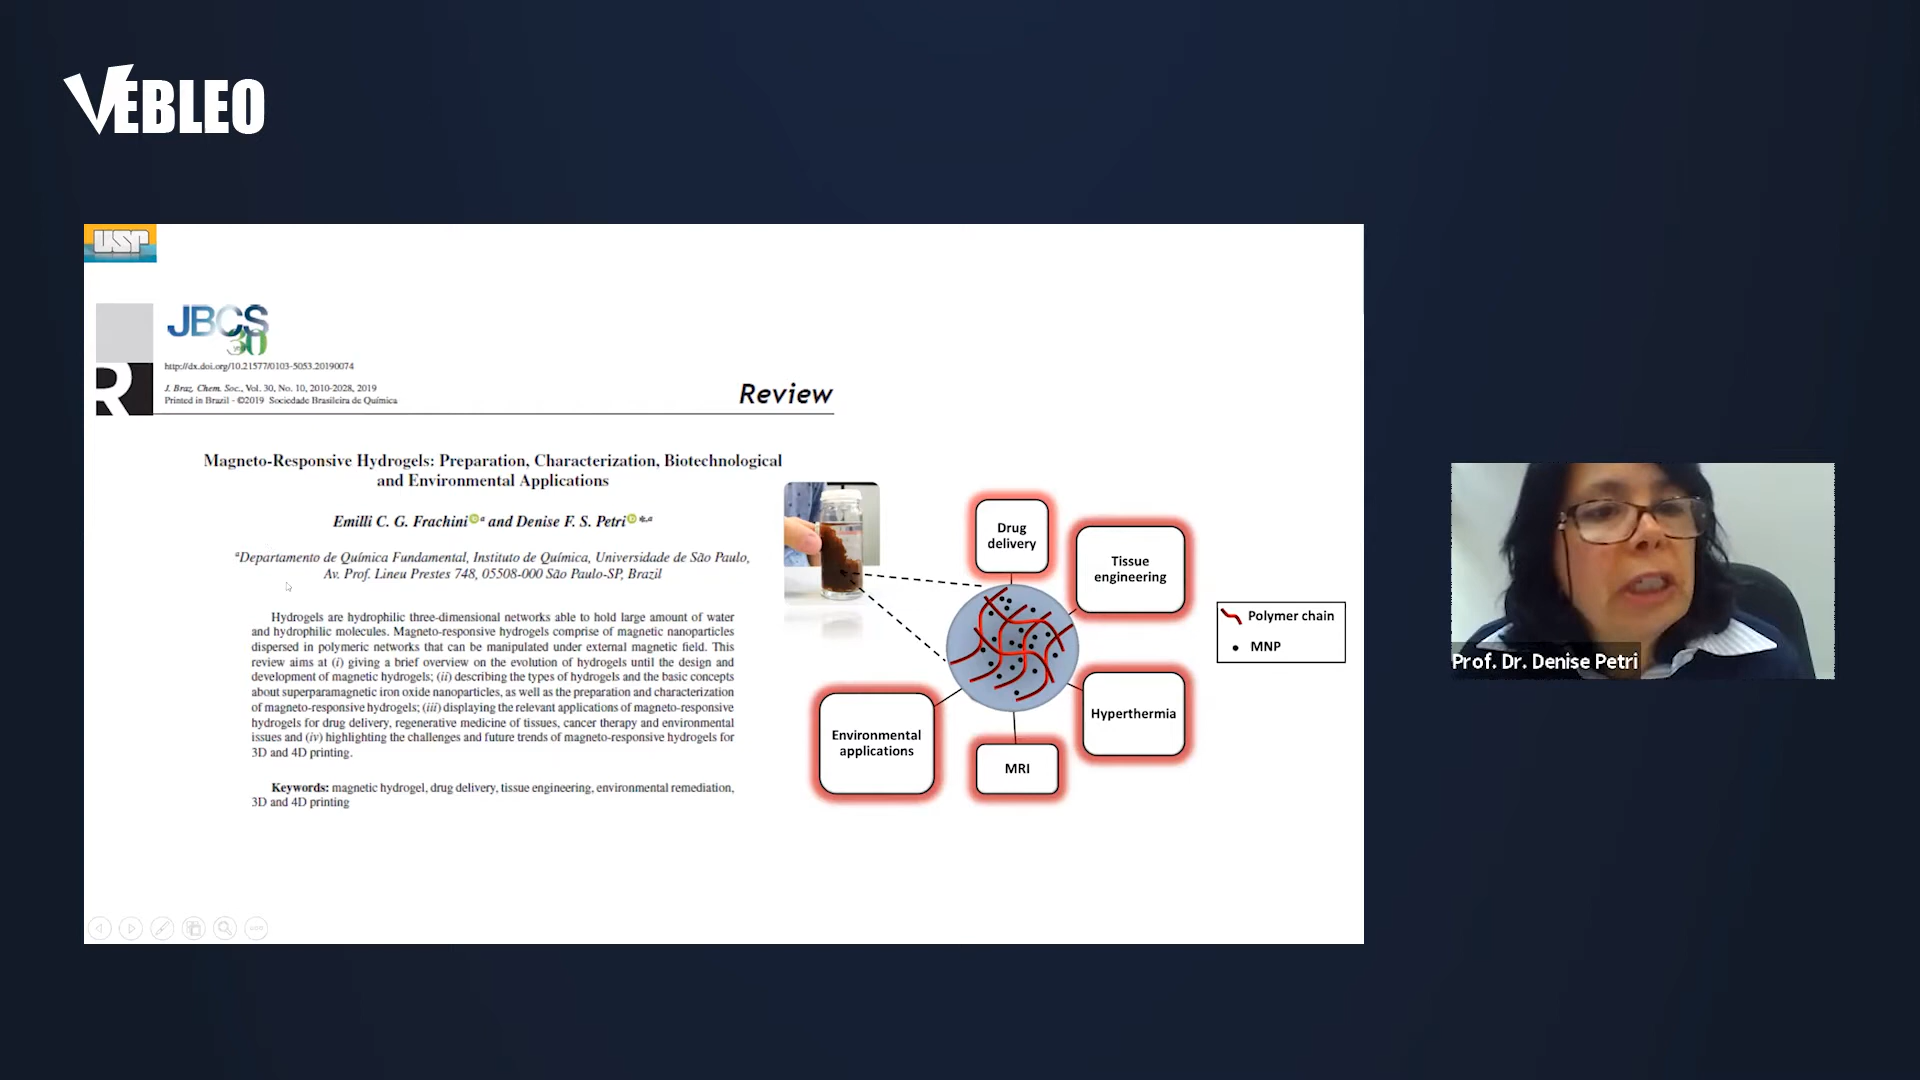 VEBLEO
USP
JBCS
30
http://dx.doi.org/10.21577/0103-5053.20190074
R
J. Braz. Chem. Soc., Vol. 30, No. 10, 2010-2028, 2019
Printed in Brazil - ©2019 Sociedade Brasileira de Química
Review
Magneto-Responsive Hydrogels: Preparation, Characterization, Biotechnological
and Environmental Applications
Emilli C. G. Frachini a and Denise F. S. Petri *,a
aDepartamento de Química Fundamental, Instituto de Química, Universidade de São Paulo,
Av. Prof. Lineu Prestes 748, 05508-000 São Paulo-SP, Brazil
Hydrogels are hydrophilic three-dimensional networks able to hold large amount of water
and hydrophilic molecules. Magneto-responsive hydrogels comprise of magnetic nanoparticles
dispersed in polymeric networks that can be manipulated under external magnetic field. This
review aims at (i) giving a brief overview on the evolution of hydrogels until the design and
development of magnetic hydrogels; (ii) describing the types of hydrogels and the basic concepts
about superparamagnetic iron oxide nanoparticles, as well as the preparation and characterization
of magneto-responsive hydrogels; (iii) displaying the relevant applications of magneto-responsive
hydrogels for drug delivery, regenerative medicine of tissues, cancer therapy and environmental
issues and (iv) highlighting the challenges and future trends of magneto-responsive hydrogels for
3D and 4D printing.
Keywords: magnetic hydrogel, drug delivery, tissue engineering, environmental remediation,
3D and 4D printing
Drug
delivery
Tissue
engineering
Polymer chain
MNP
Hyperthermia
Environmental
applications
MRI
Prof. Dr. Denise Petri